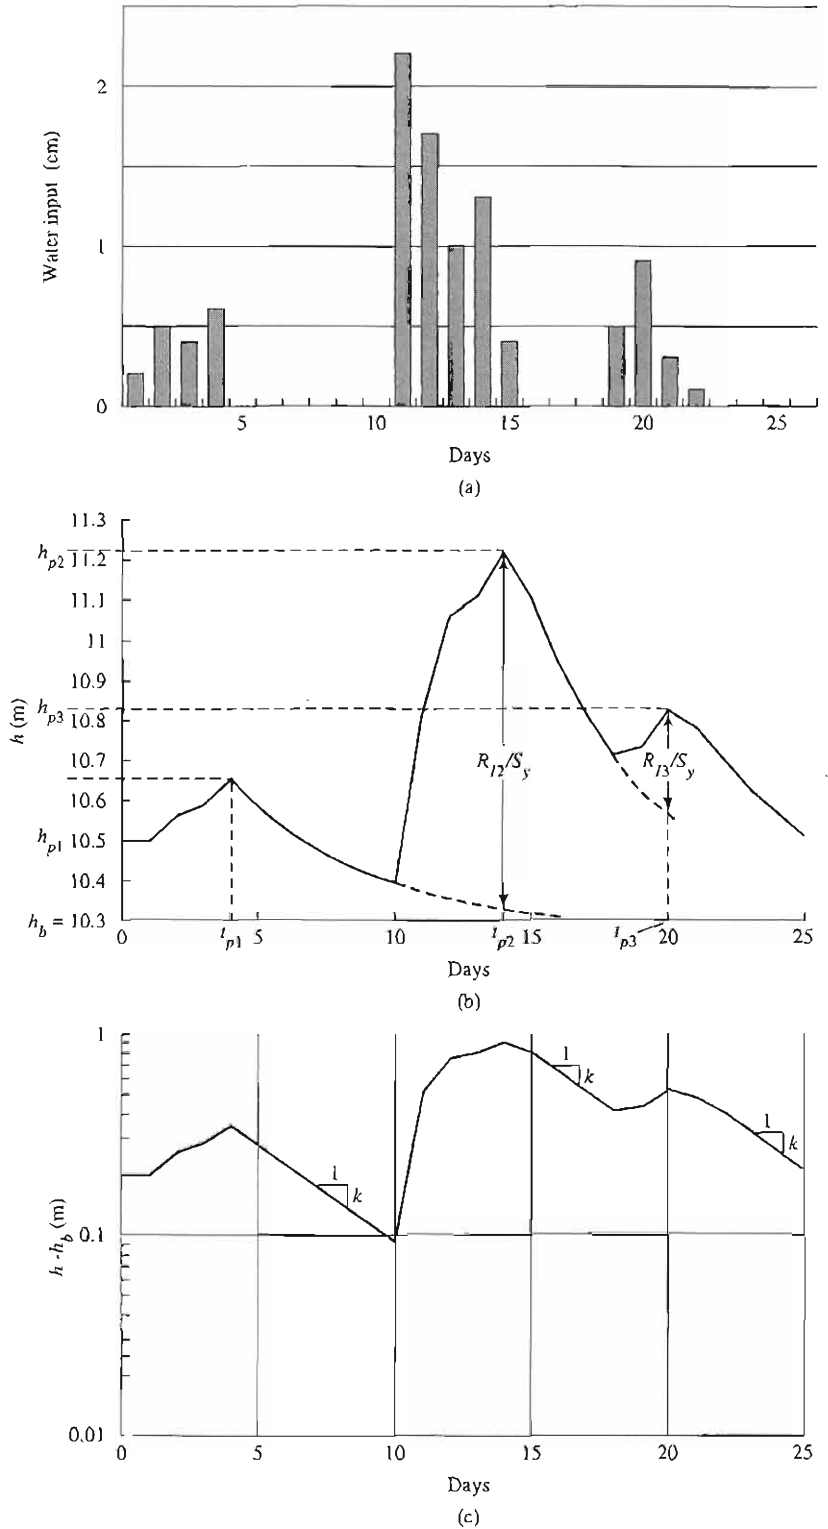 2
1
0
Water input (cm)
5 10 15 20 25
Days
(a)
11.3
h_p2 11.2
11.1
11
10.9
h_p3 10.8
10.7
10.6
h_p1 10.5
10.4
h_b = 10.3
h (m)
R_I2/S_y
R_I3/S_y
0 t_p1 5 10 t_p2 15 t_p3 20 25
Days
(b)
1
0.1
0.01
h - h_b (m)
1
k
1
k
1
k
0 5 10 15 20 25
Days
(c)